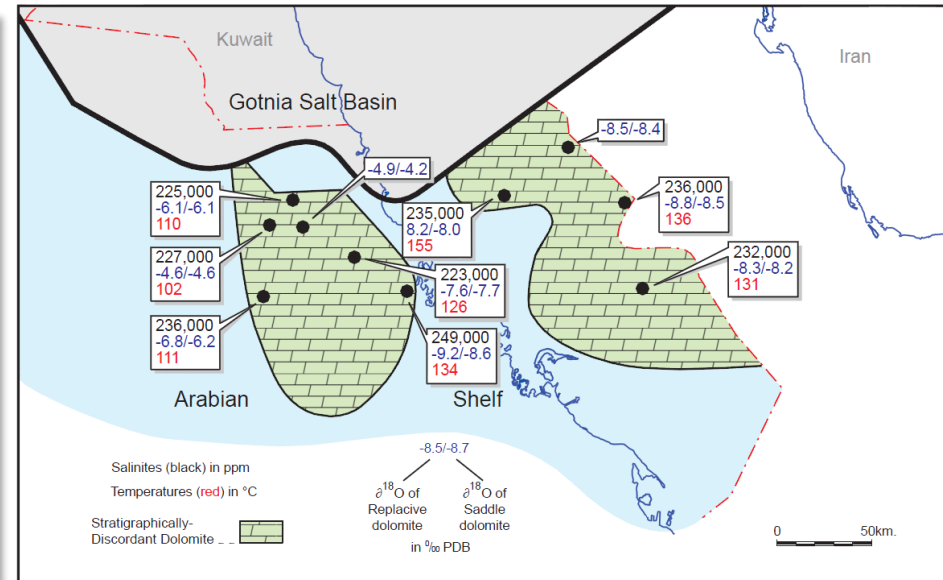 Kuwait
Iran
Gotnia Salt Basin
-8.5/-8.4
-4.9/-4.2
225,000
-6.1/-6.1
110
236,000
-8.8/-8.5
136
235,000
8.2/-8.0
155
227,000
-4.6/-4.6
102
232,000
-8.3/-8.2
131
223,000
-7.6/-7.7
126
236,000
-6.8/-6.2
111
249,000
-9.2/-8.6
134
Arabian Shelf
-8.5/-8.7
Salinites (black) in ppm
Temperatures (red) in °C
∂¹⁸O of
Replacive
dolomite
∂¹⁸O of
Saddle
dolomite
in ‰ PDB
Stratigraphically-
Discordant Dolomite _ _
0 50km.